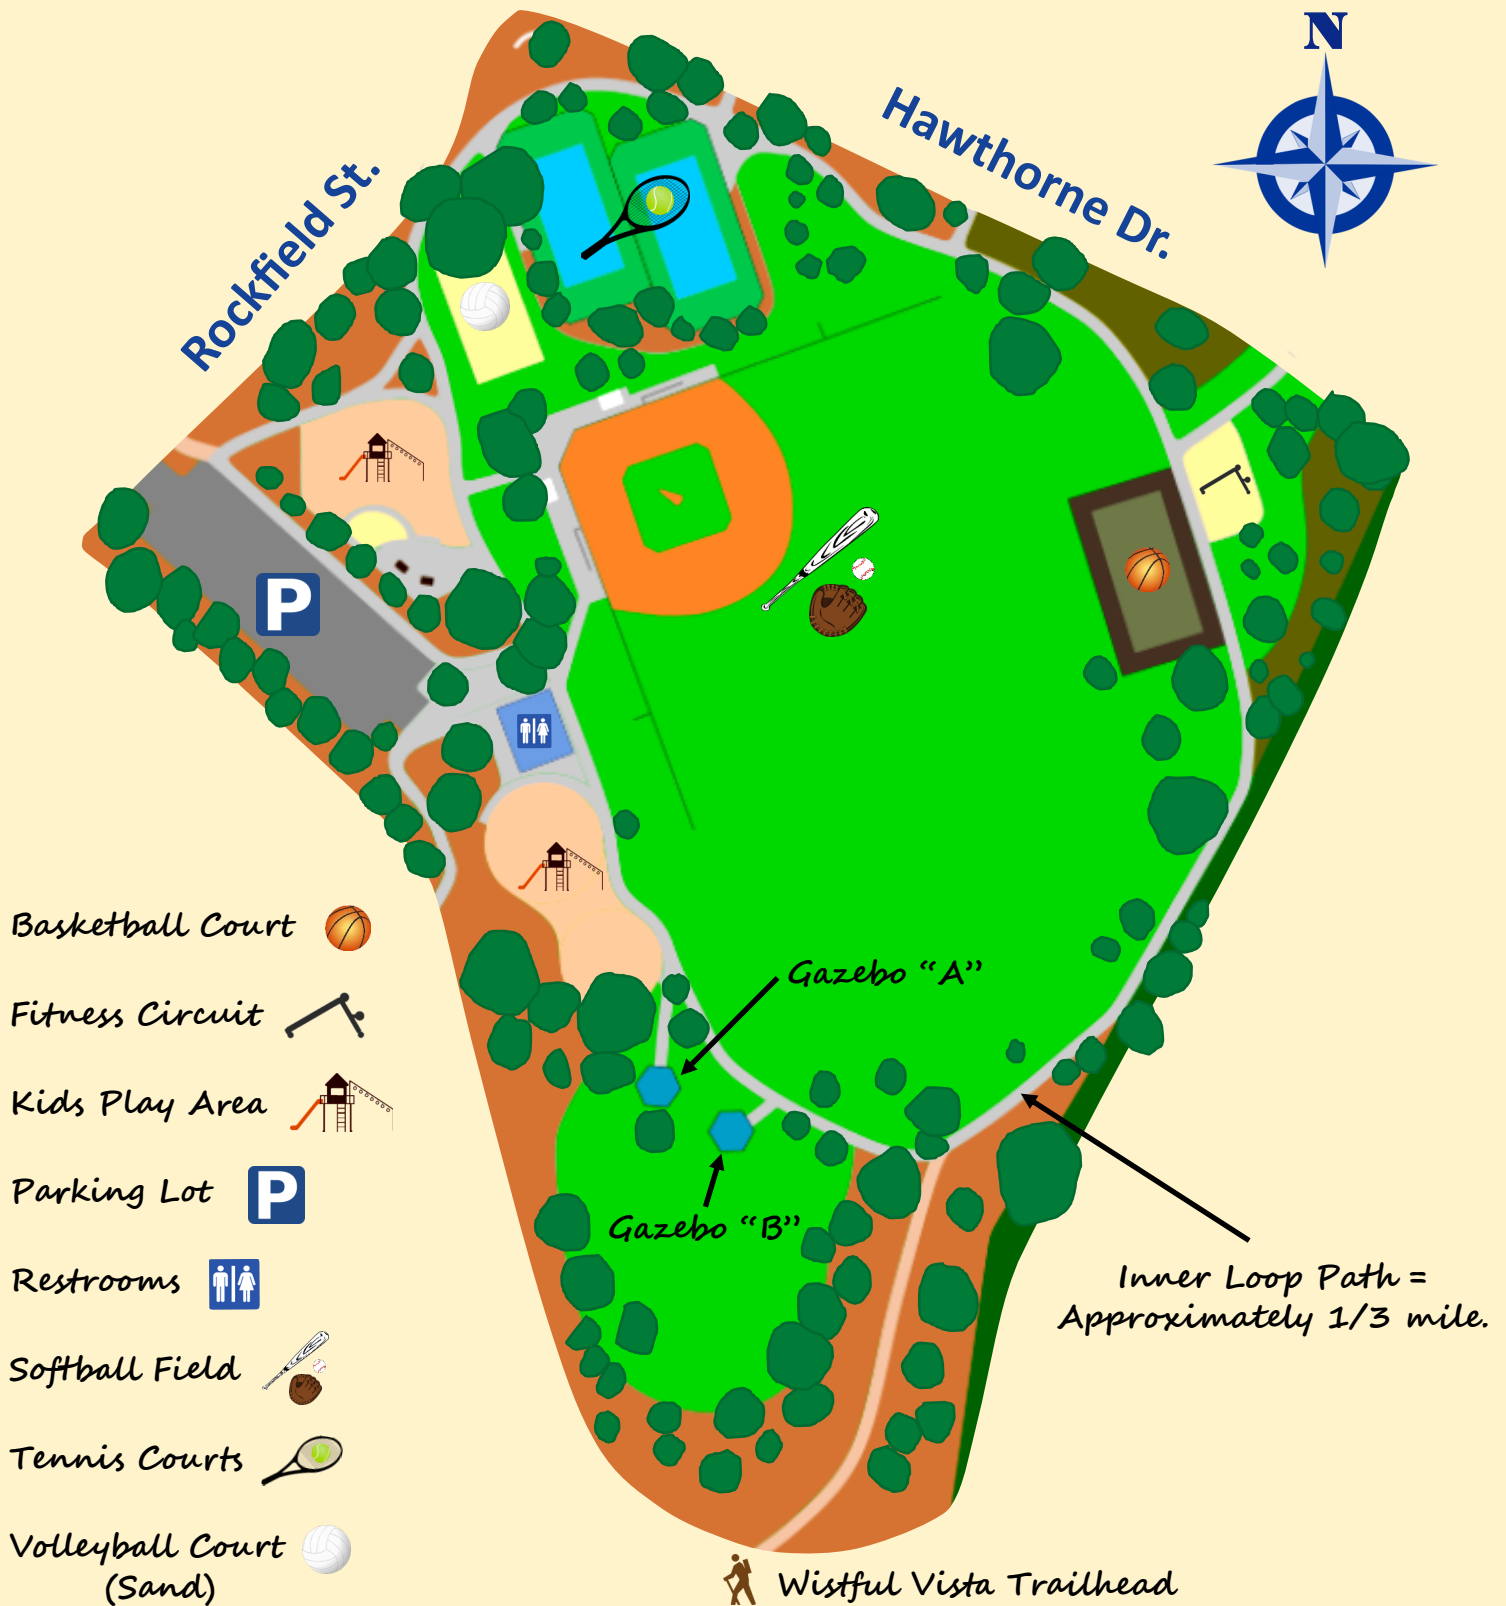 N
Hawthorne Dr.
Rockfield St.
P
Basketball Court
Fitness Circuit
Kids Play Area
Parking Lot P
Restrooms
Softball Field
Tennis Courts
Volleyball Court
(Sand)
Gazebo “A”
Gazebo “B”
Inner Loop Path =
Approximately 1/3 mile.
Wistful Vista Trailhead